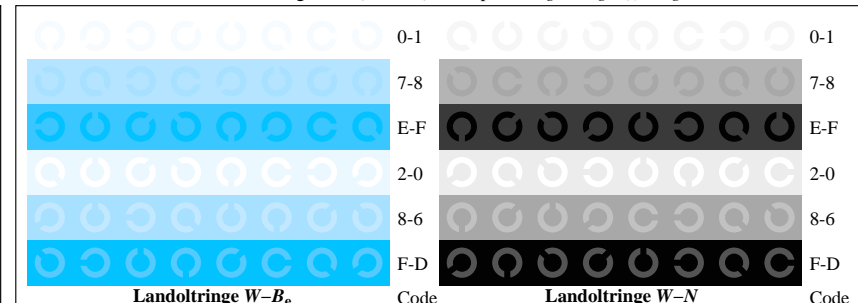 0-1 0-1
7-8 7-8
E-F E-F
2-0 2-0
8-6 8-6
F-D F-D
Landoltringe W–Be Code Landoltringe W–N Code